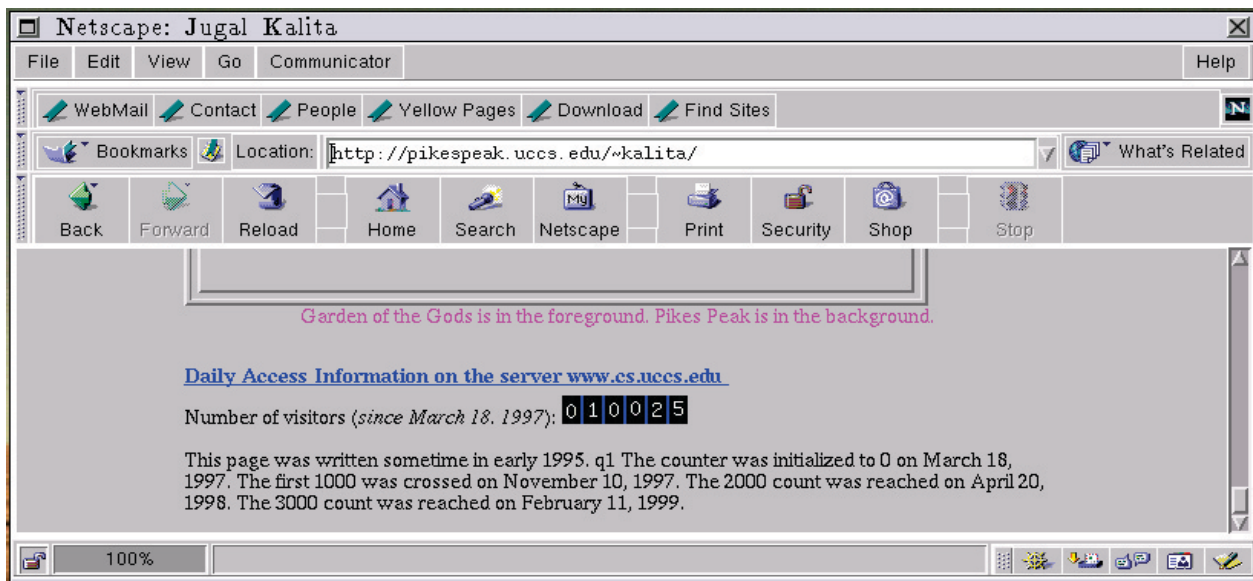 Netscape: Jugal Kalita
File Edit View Go Communicator Help
WebMail Contact People Yellow Pages Download Find Sites N
Bookmarks Location: http://pikespeak.uccs.edu/~kalita/ What's Related
My
Back Forward Reload Home Search Netscape Print Security Shop Stop
Garden of the Gods is in the foreground. Pikes Peak is in the background.
Daily Access Information on the server www.cs.uccs.edu
Number of visitors (since March 18. 1997): 010025
This page was written sometime in early 1995. q1 The counter was initialized to 0 on March 18,
1997. The first 1000 was crossed on November 10, 1997. The 2000 count was reached on April 20,
1998. The 3000 count was reached on February 11, 1999.
100%